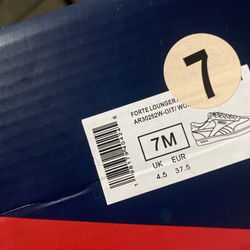 7
FORTE LOUNGER
AR30252W-OIT/WO
7M
UK EUR
4.5 37.5